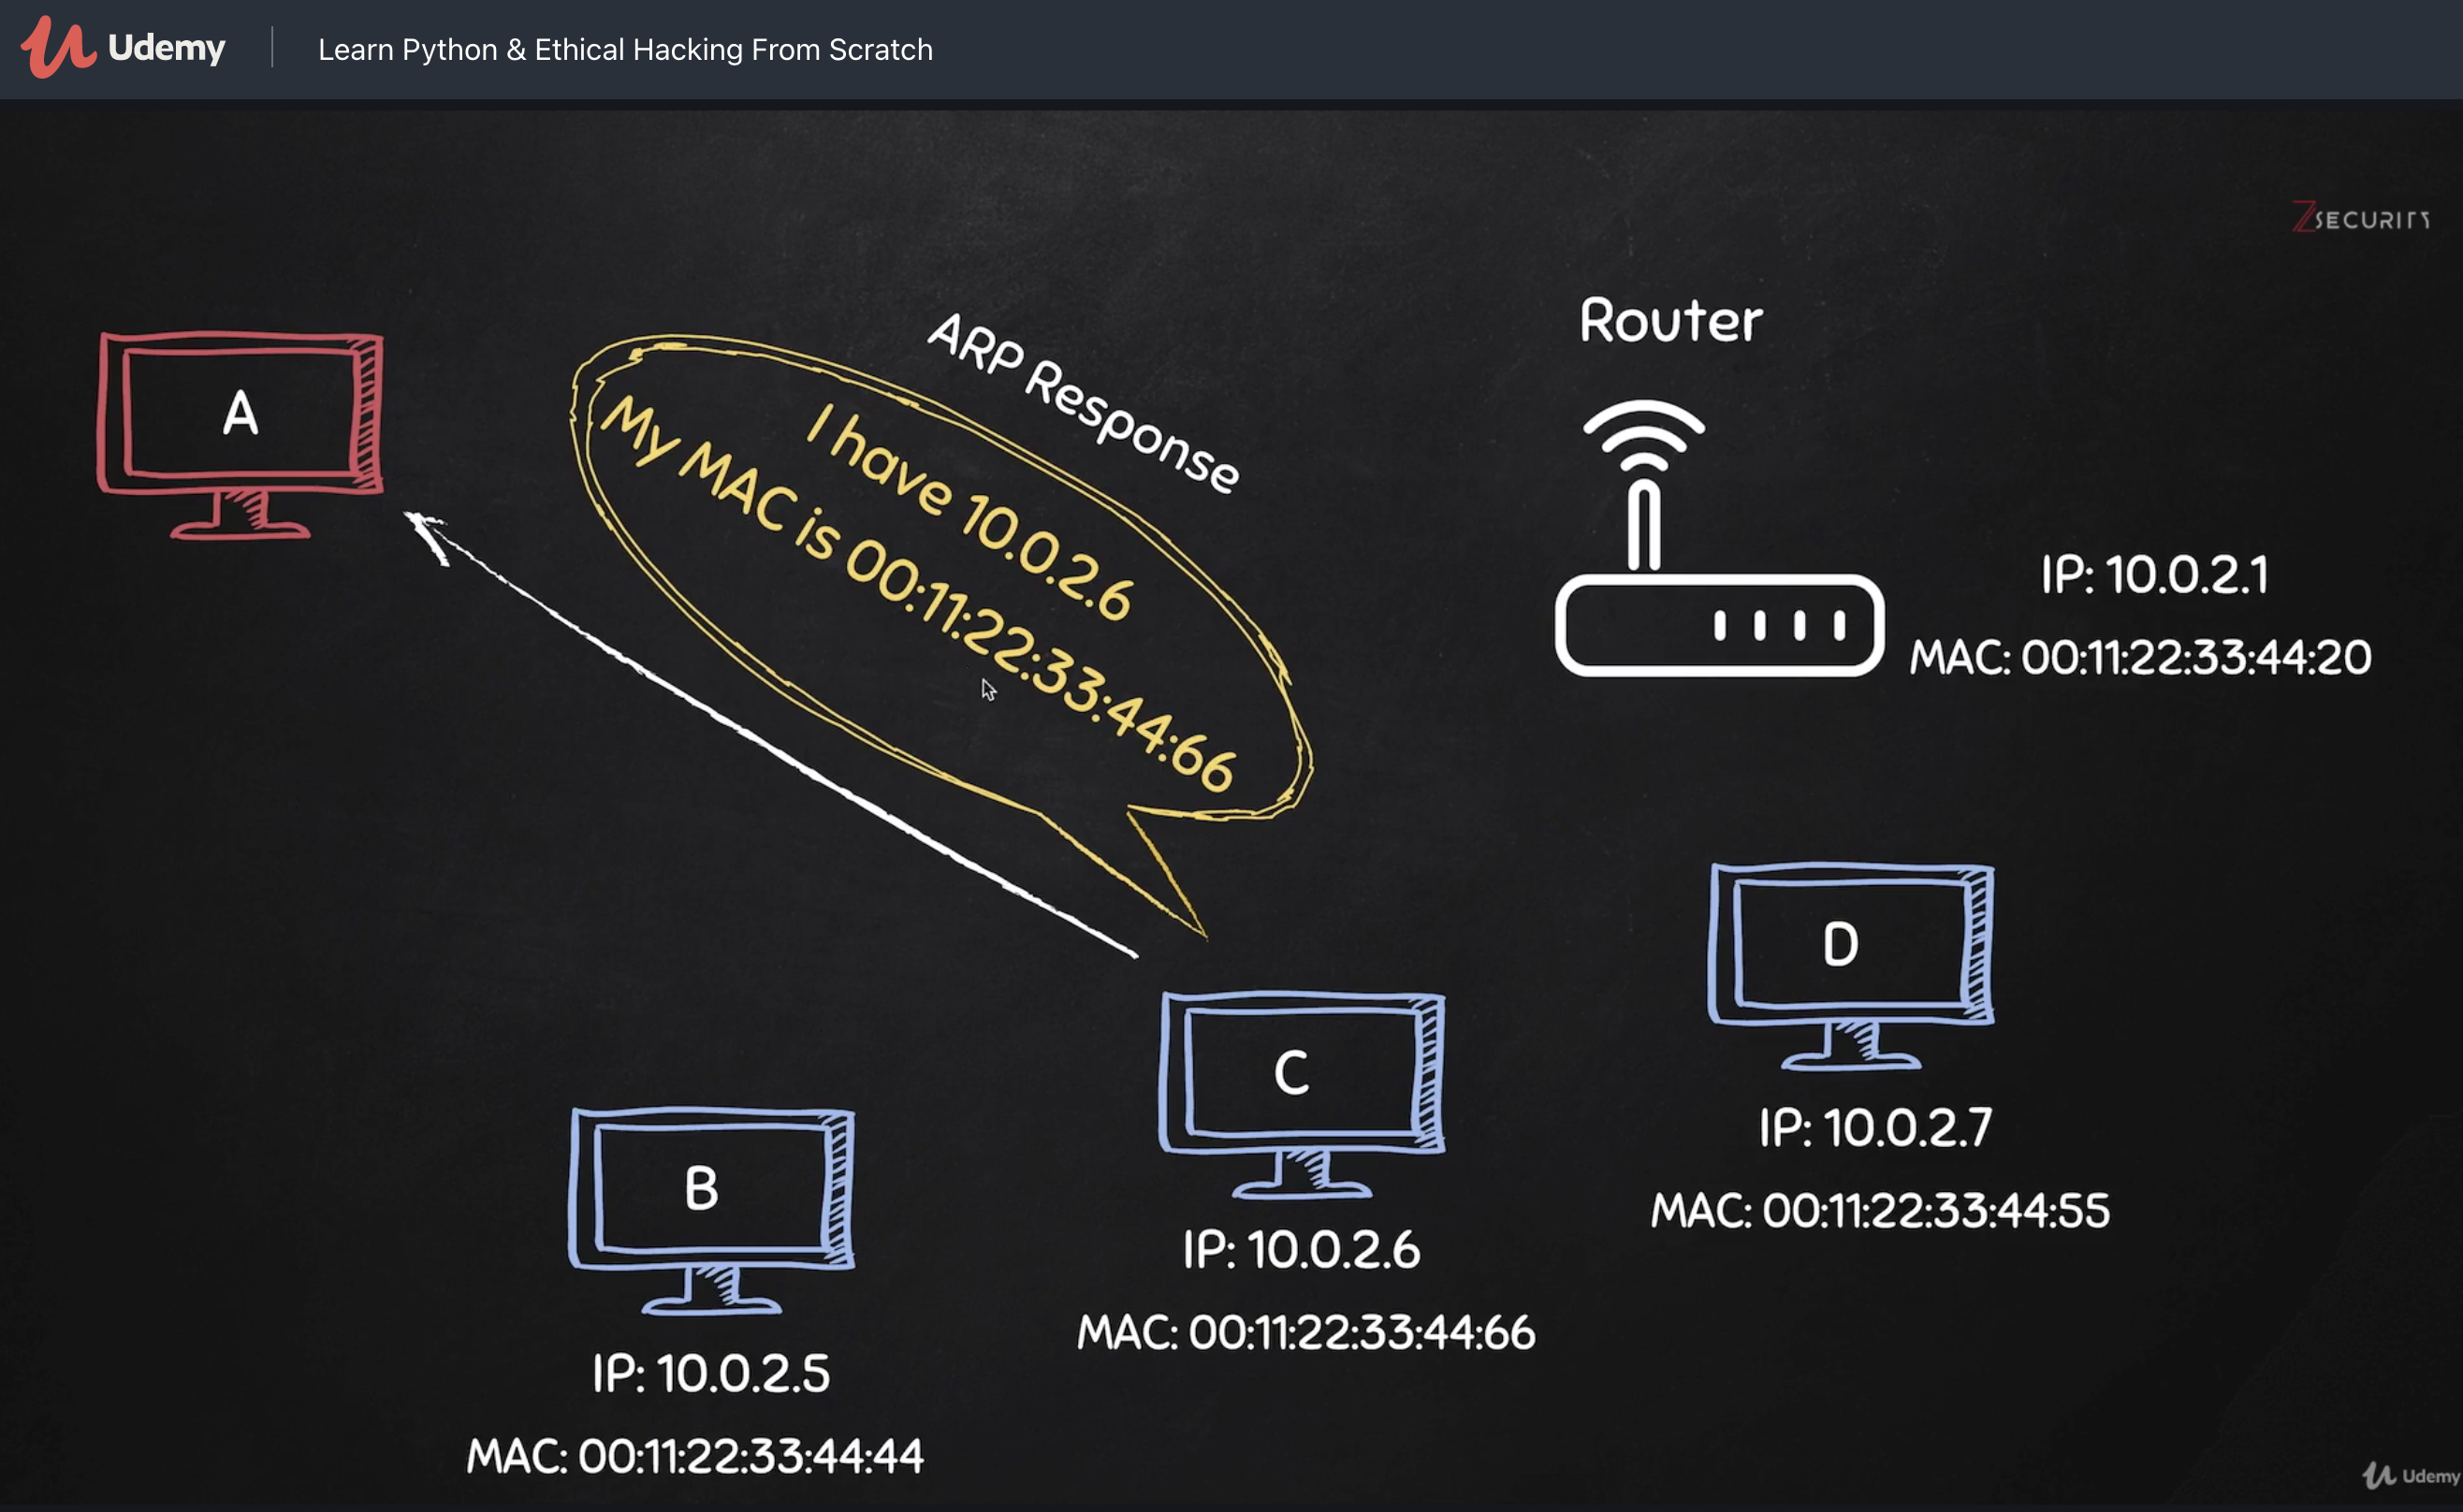 Udemy
Learn Python & Ethical Hacking From Scratch
ZSECURITY
ARP Response
Router
A
I have 10.0.2.6
My MAC is 00:11:22:33:44:66
IP: 10.0.2.1
MAC: 00:11:22:33:44:20
D
IP: 10.0.2.7
MAC: 00:11:22:33:44:55
C
IP: 10.0.2.6
MAC: 00:11:22:33:44:66
B
IP: 10.0.2.5
MAC: 00:11:22:33:44:44
Udemy